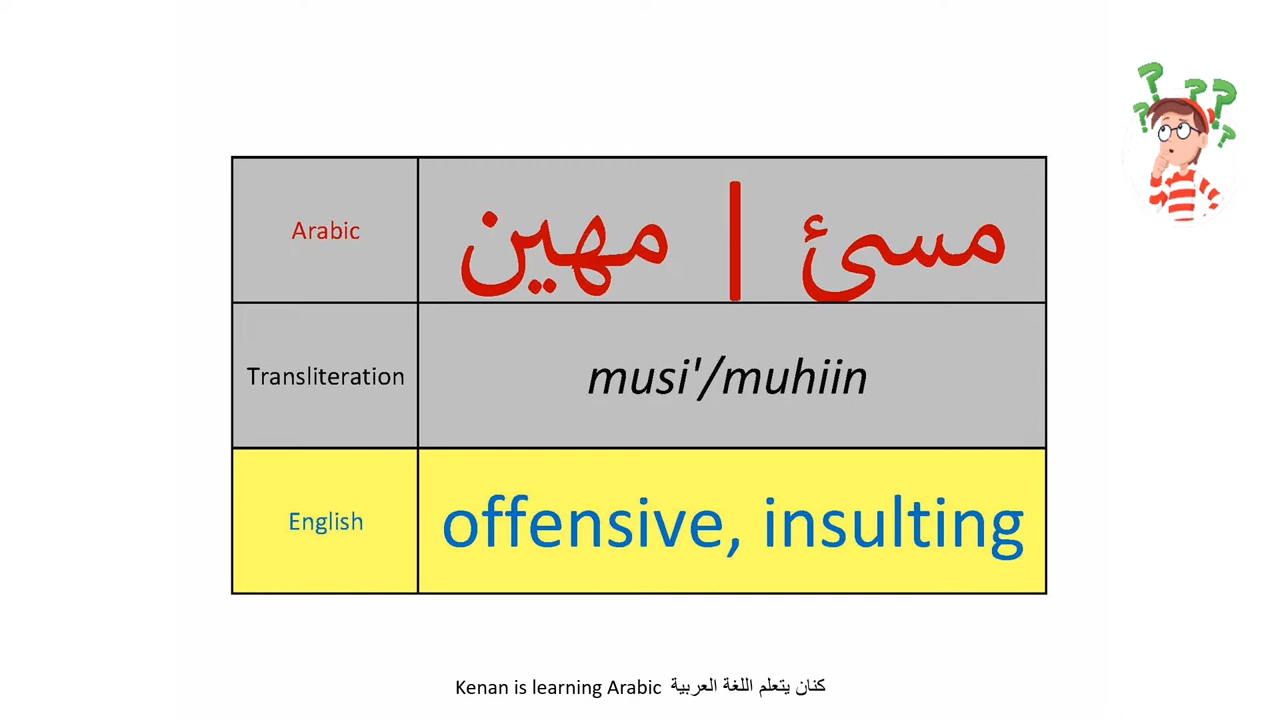 Arabic
مسئ | مهين
Transliteration
musi'/muhiin
English
offensive, insulting
Kenan is learning Arabic كنان يتعلم اللغة العربية